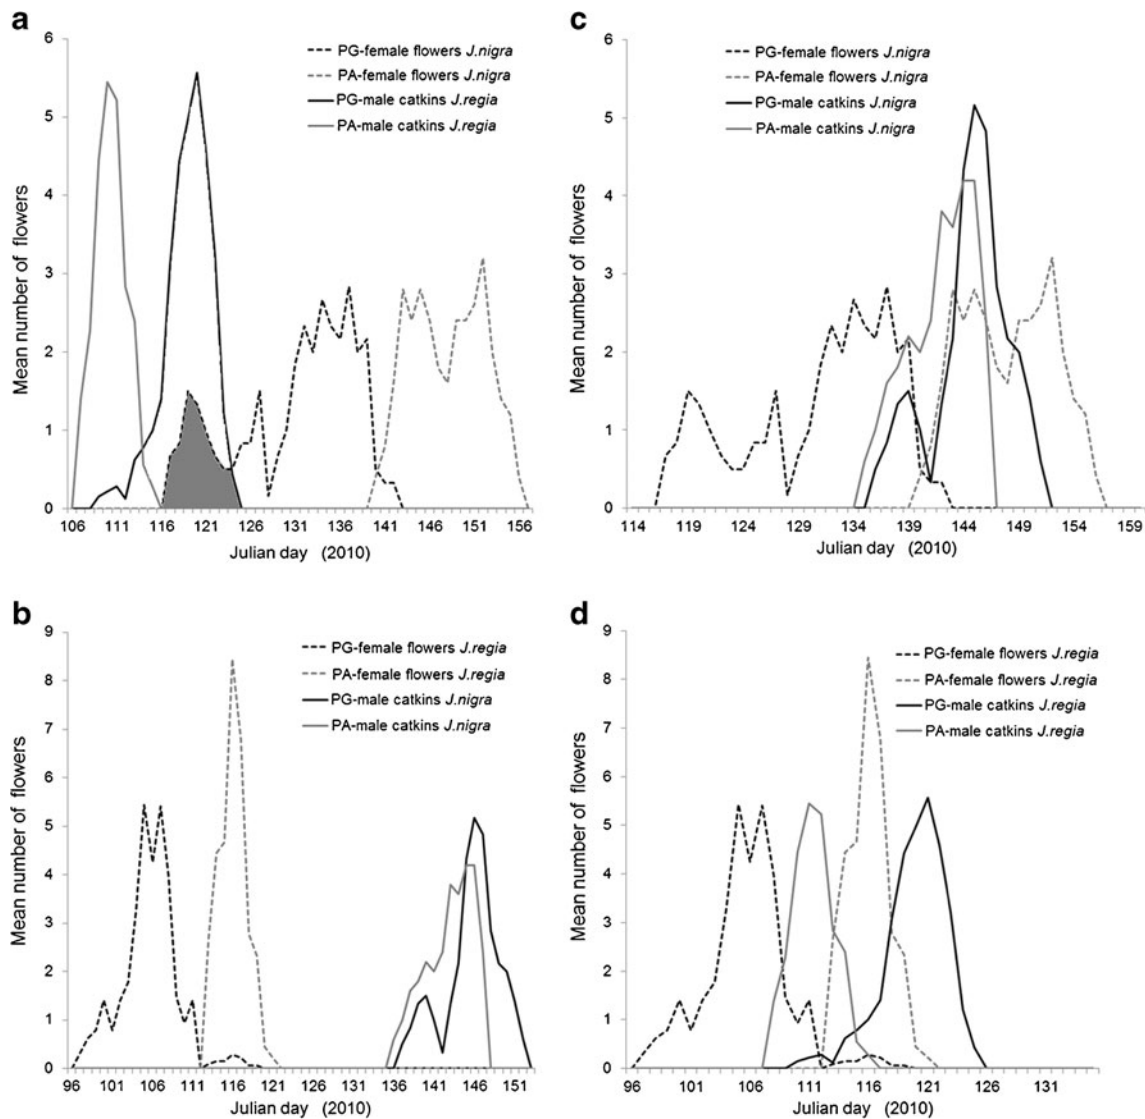 a
6
5
4
3
2
1
0
Mean number of flowers
PG-female flowers J.nigra
PA-female flowers J.nigra
PG-male catkins J.regia
PA-male catkins J.regia
106 111 116 121 126 131 136 141 146 151 156
Julian day (2010)
c
6
5
4
3
2
1
0
Mean number of flowers
PG-female flowers J.nigra
PA-female flowers J.nigra
PG-male catkins J.nigra
PA-male catkins J.nigra
114 119 124 129 134 139 144 149 154 159
Julian day (2010)
b
9
8
7
6
5
4
3
2
1
0
Mean number of flowers
PG-female flowers J.regia
PA-female flowers J.regia
PG-male catkins J.nigra
PA-male catkins J.nigra
96 101 106 111 116 121 126 131 136 141 146 151
Julian day (2010)
d
9
8
7
6
5
4
3
2
1
0
Mean number of flowers
PG-female flowers J.regia
PA-female flowers J.regia
PG-male catkins J.regia
PA-male catkins J.regia
96 101 106 111 116 121 126 131
Julian day (2010)